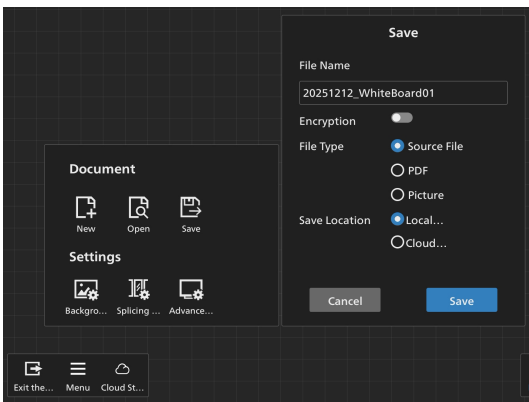 Save
File Name
20251212_WhiteBoard01
Encryption
File Type
Source File
PDF
Picture
Save Location
Local...
Cloud...
Cancel
Save
Document
New
Open
Save
Settings
Backgro...
Splicing ...
Advance...
Exit the...
Menu
Cloud St...